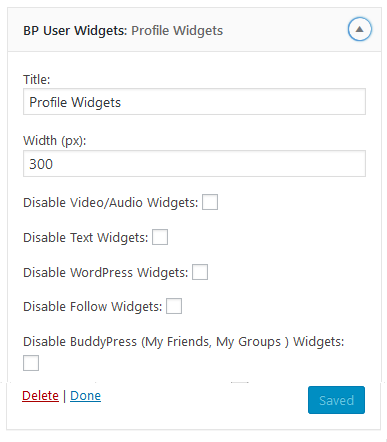 BP User Widgets: Profile Widgets
Title:
Profile Widgets
Width (px):
300
Disable Video/Audio Widgets:
Disable Text Widgets:
Disable WordPress Widgets:
Disable Follow Widgets:
Disable BuddyPress (My Friends, My Groups ) Widgets:
Delete | Done
Saved